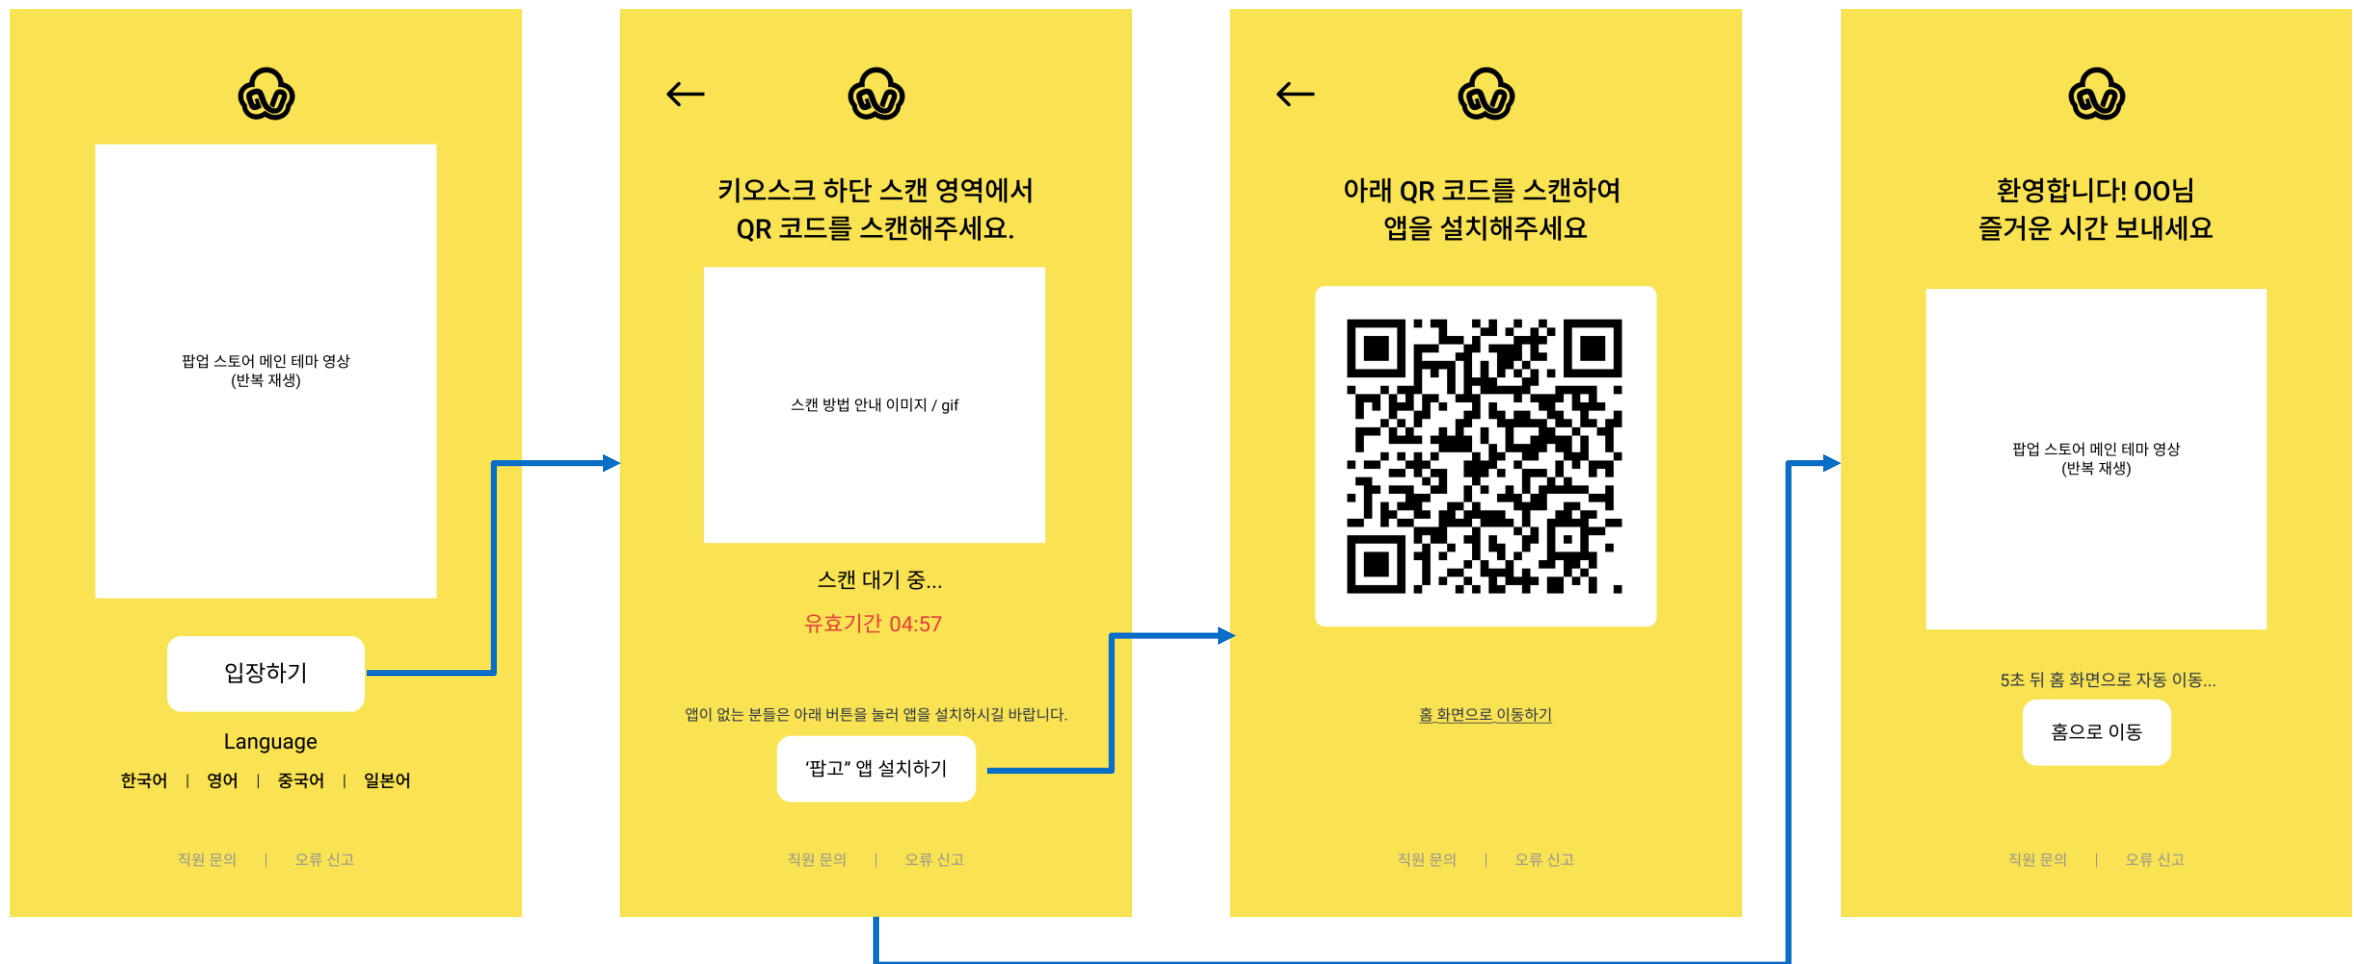 팝업 스토어 메인 테마 영상
(반복 재생)
입장하기
Language
한국어 | 영어 | 중국어 | 일본어
직원 문의 | 오류 신고
키오스크 하단 스캔 영역에서
QR 코드를 스캔해주세요.
스캔 방법 안내 이미지 / gif
스캔 대기 중...
유효기간 04:57
앱이 없는 분들은 아래 버튼을 눌러 앱을 설치하시길 바랍니다.
‘팝고” 앱 설치하기
직원 문의 | 오류 신고
아래 QR 코드를 스캔하여
앱을 설치해주세요
홈 화면으로 이동하기
직원 문의 | 오류 신고
환영합니다! OO님
즐거운 시간 보내세요
팝업 스토어 메인 테마 영상
(반복 재생)
5초 뒤 홈 화면으로 자동 이동...
홈으로 이동
직원 문의 | 오류 신고